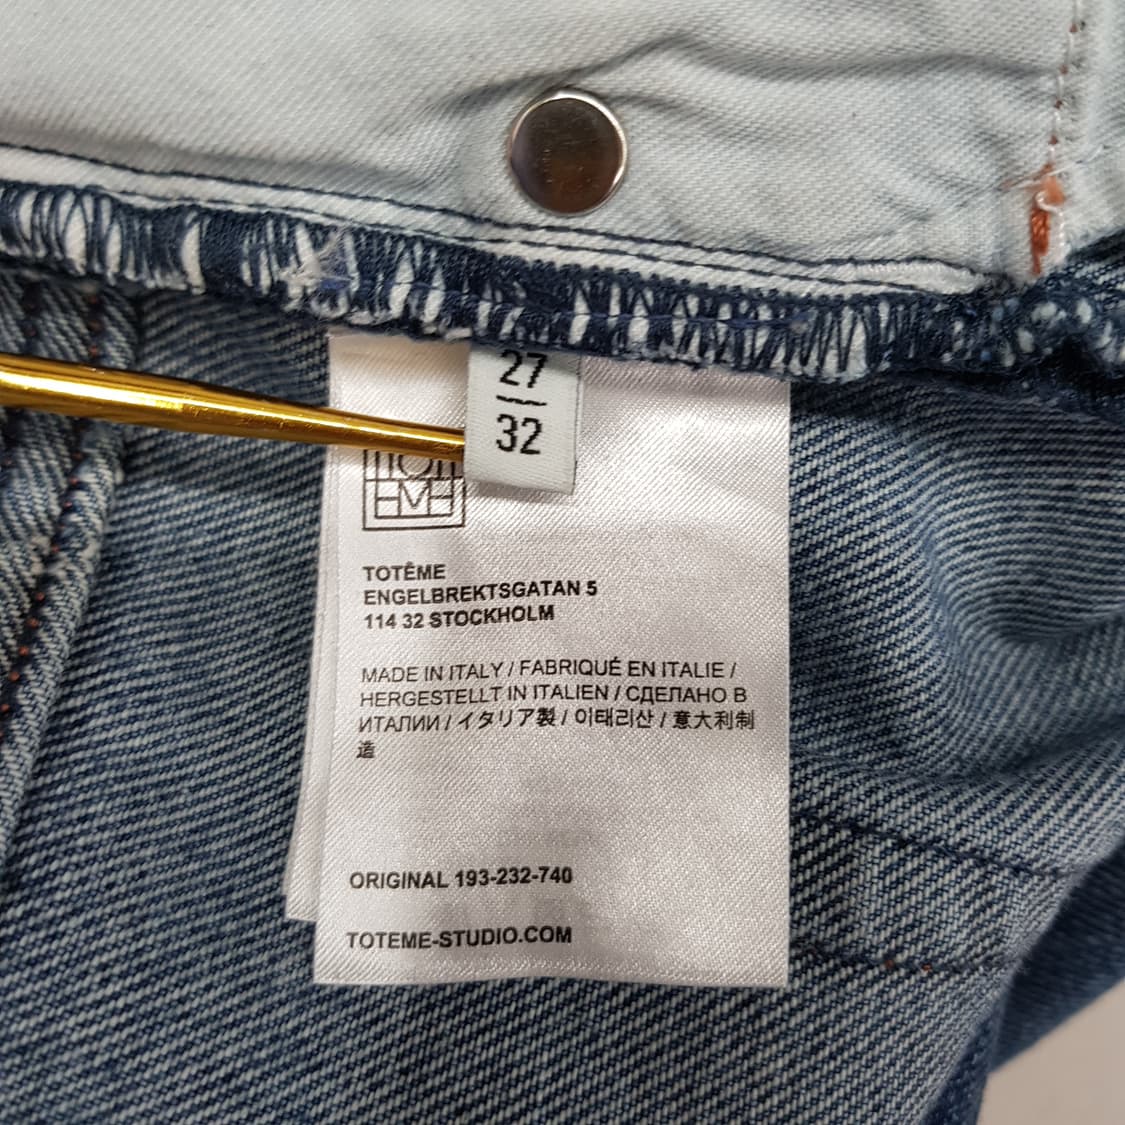 27
32
TOTÊME
ENGELBREKTSGATAN 5
114 32 STOCKHOLM
MADE IN ITALY / FABRIQUÉ EN ITALIE /
HERGESTELLT IN ITALIEN / СДЕЛАНО В
ИТАЛИИ / イタリア製 / 이태리산 / 意大利制
造
ORIGINAL 193-232-740
TOTEME-STUDIO.COM